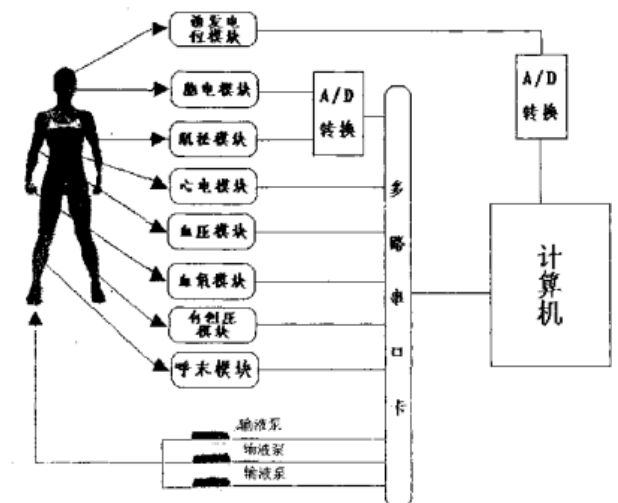 诱发电
位模块
脑电模块
A/D
转换
A/D
转换
肌松模块
心电模块
血压模块
血氧模块
有创压
模块
呼末模块
多路串口卡
计算机
输液泵
输液泵
输液泵